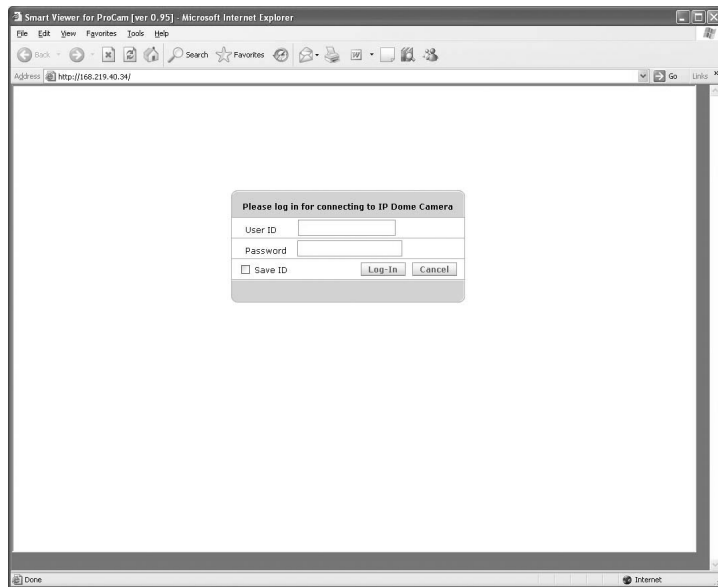 Smart Viewer for ProCam [ver 0.95] - Microsoft Internet Explorer
File Edit View Favorites Tools Help
Back Search Favorites
Address http://168.219.40.34/ Go Links »
Please log in for connecting to IP Dome Camera
User ID
Password
Save ID Log-In Cancel
Done Internet